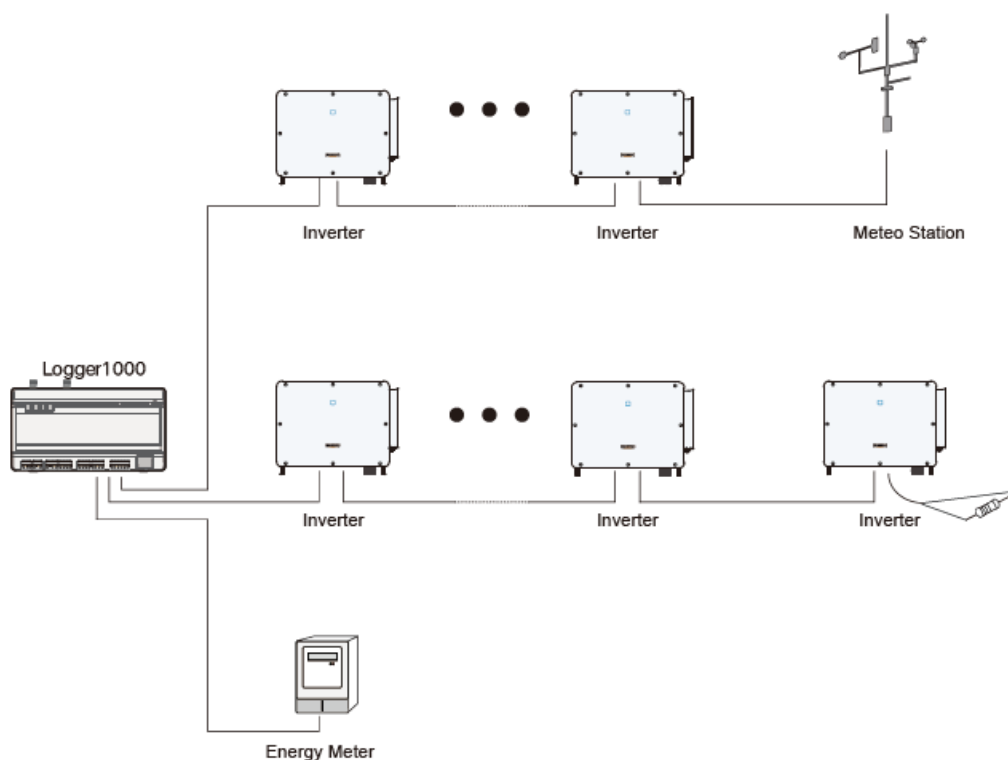 Inverter
Inverter
Meteo Station
Logger1000
Inverter
Inverter
Inverter
Energy Meter